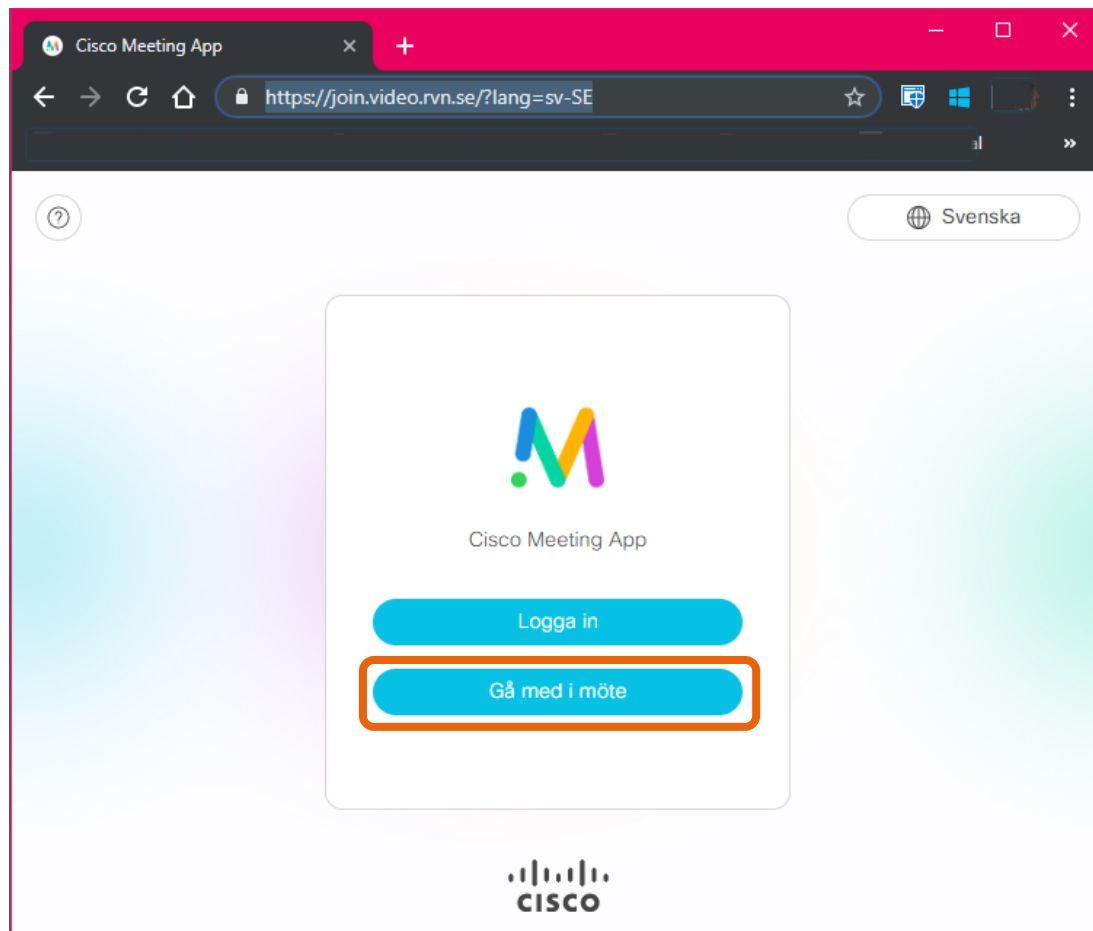 Cisco Meeting App
https://join.video.rvn.se/?lang=sv-SE
Svenska
Cisco Meeting App
Logga in
Gå med i möte
CISCO